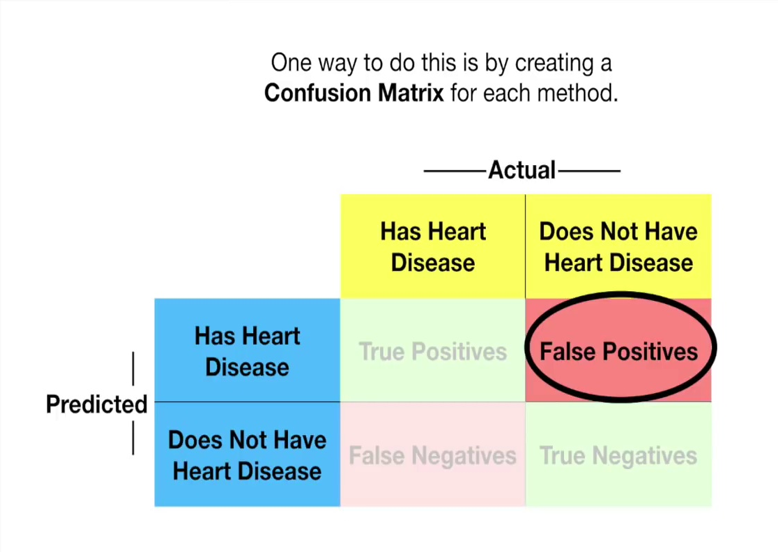 One way to do this is by creating a
Confusion Matrix for each method.
Actual
Has Heart
Disease
Does Not Have
Heart Disease
Predicted
Has Heart
Disease
True Positives
False Positives
Does Not Have
Heart Disease
False Negatives
True Negatives